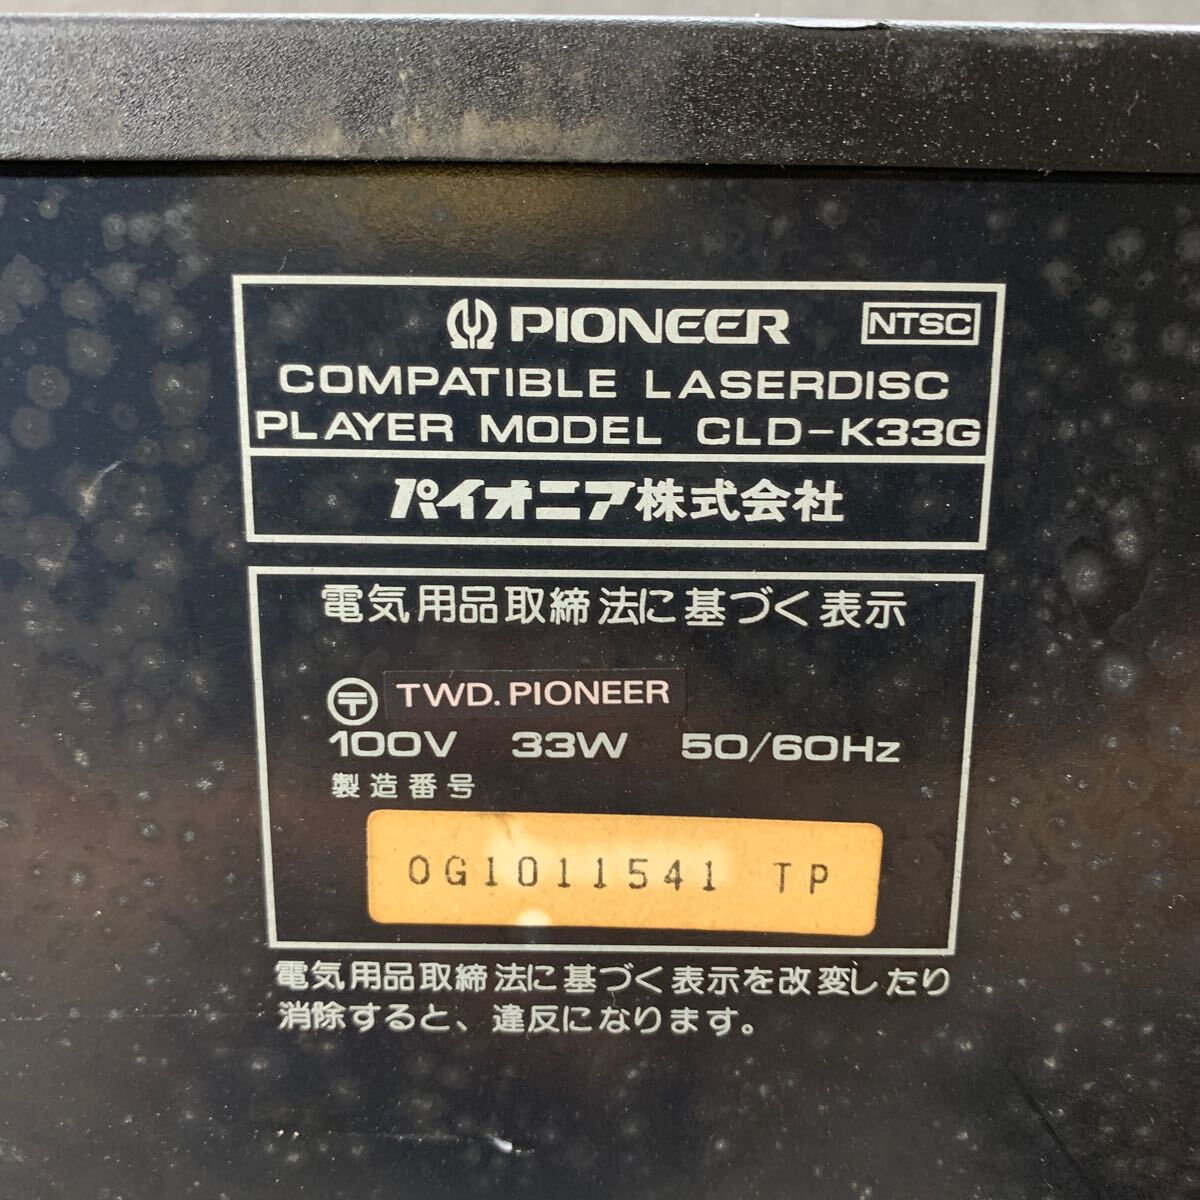 PIONEER NTSC
COMPATIBLE LASERDISC
PLAYER MODEL CLD-K33G
パイオニア株式会社
電気用品取締法に基づく表示
〒 TWD. PIONEER
100V 33W 50/60Hz
製造番号
OG1011541 TP
電気用品取締法に基づく表示を改変したり
消除すると、違反になります。